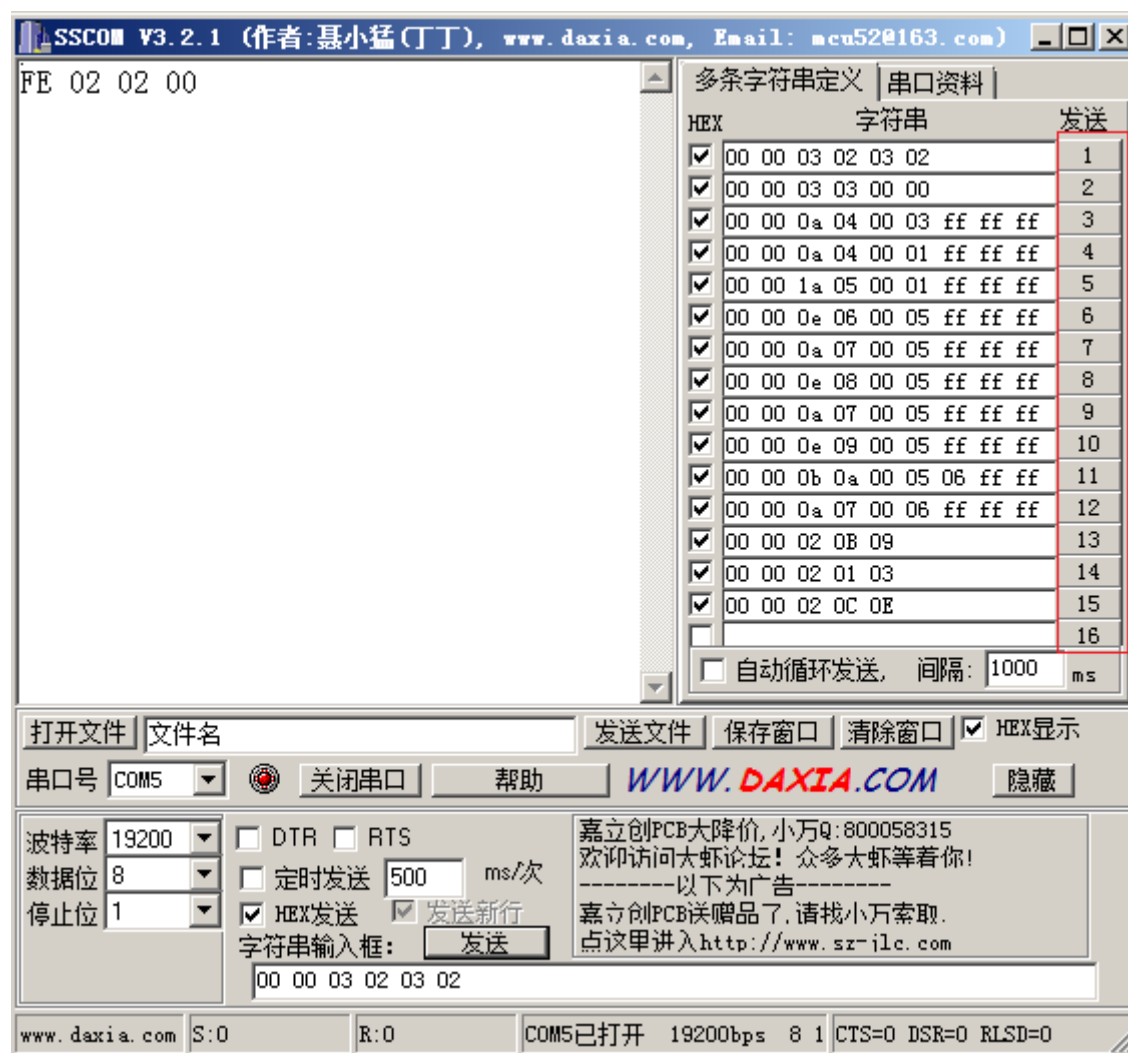 SSCOM V3.2.1 (作者:聂小猛(丁丁), www.daxia.com, Email: mcu52@163.com)
FE 02 02 00
多条字符串定义 串口资料
HEX 字符串 发送
00 00 03 02 03 02 1
00 00 03 03 00 00 2
00 00 0a 04 00 03 ff ff ff 3
00 00 0a 04 00 01 ff ff ff 4
00 00 1a 05 00 01 ff ff ff 5
00 00 0e 06 00 05 ff ff ff 6
00 00 0a 07 00 05 ff ff ff 7
00 00 0e 08 00 05 ff ff ff 8
00 00 0a 07 00 05 ff ff ff 9
00 00 0e 09 00 05 ff ff ff 10
00 00 0b 0a 00 05 06 ff ff 11
00 00 0a 07 00 06 ff ff ff 12
00 00 02 0B 09 13
00 00 02 01 03 14
00 00 02 0C 0E 15
16
自动循环发送, 间隔: 1000 ms
打开文件 文件名 发送文件 保存窗口 清除窗口 HEX显示
串口号 COM5 关闭串口 帮助 WWW.DAXIA.COM 隐藏
波特率 19200 DTR RTS
数据位 8 定时发送 500 ms/次
停止位 1 HEX发送 发送新行
字符串输入框: 发送
00 00 03 02 03 02
嘉立创PCB大降价,小万Q:800058315
欢迎访问大虾论坛! 众多大虾等着你!
--------以下为广告--------
嘉立创PCB送赠品了,请找小万索取.
点这里进入http://www.sz-jlc.com
www.daxia.com S:0 R:0 COM5已打开 19200bps 8 1 CTS=0 DSR=0 RLSD=0